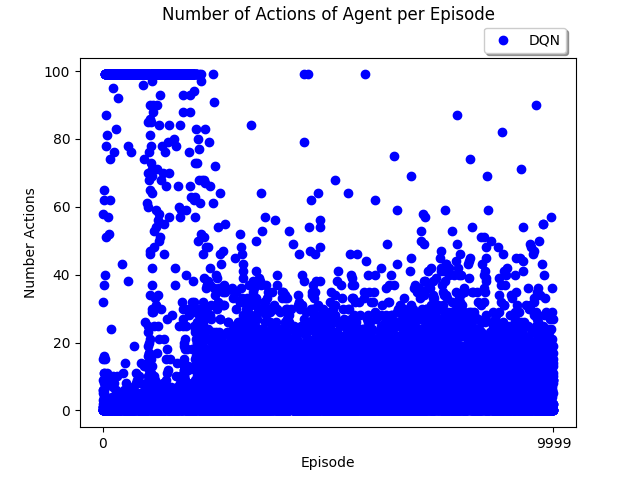 Number of Actions of Agent per Episode
DQN
100
80
60
40
20
0
Number Actions
0
9999
Episode